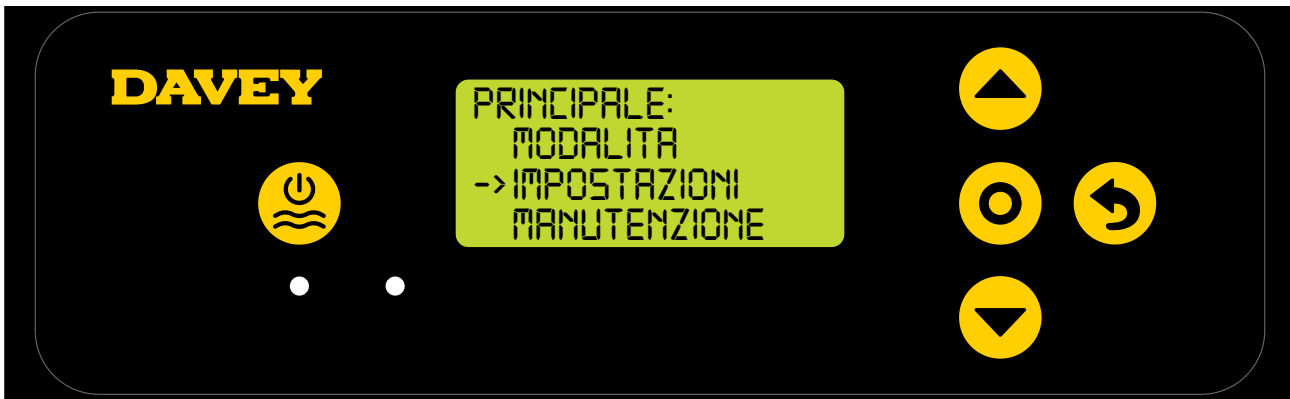 DAVEY
PRINCIPALE:
MODALITA
->IMPOSTAZIONI
MANUTENZIONE